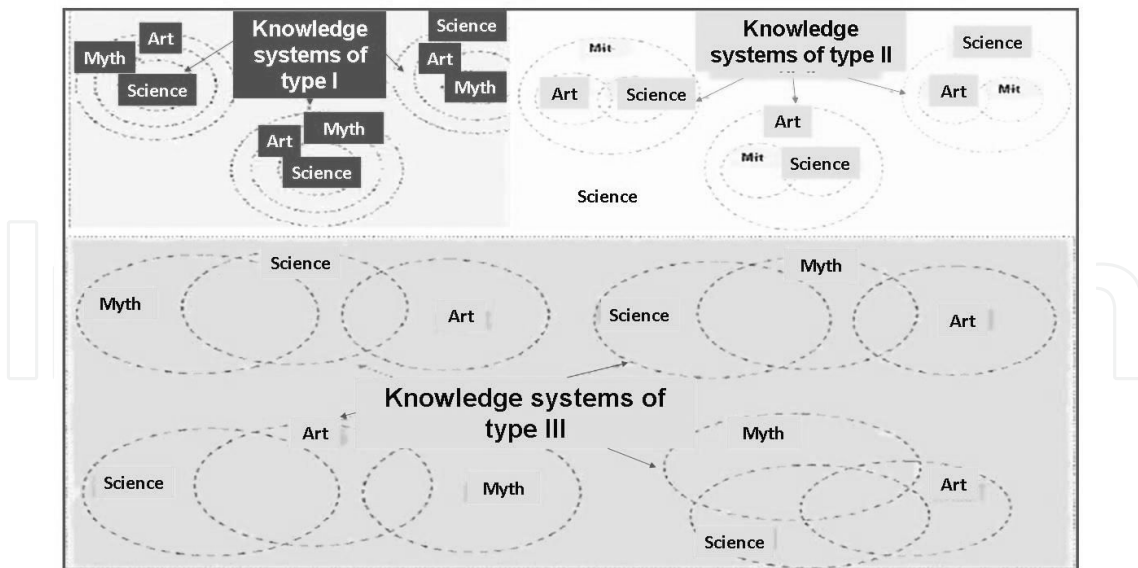 Knowledge
systems of
type I
Art
Myth
Science
Science
Art
Myth
Myth
Art
Science
Knowledge
systems of type II
Mit
Art
Science
Science
Art
Mit
Art
Mit
Science
Science
Knowledge systems of
type III
Science
Myth
Art
Myth
Science
Art
Art
Science
Myth
Myth
Art
Science